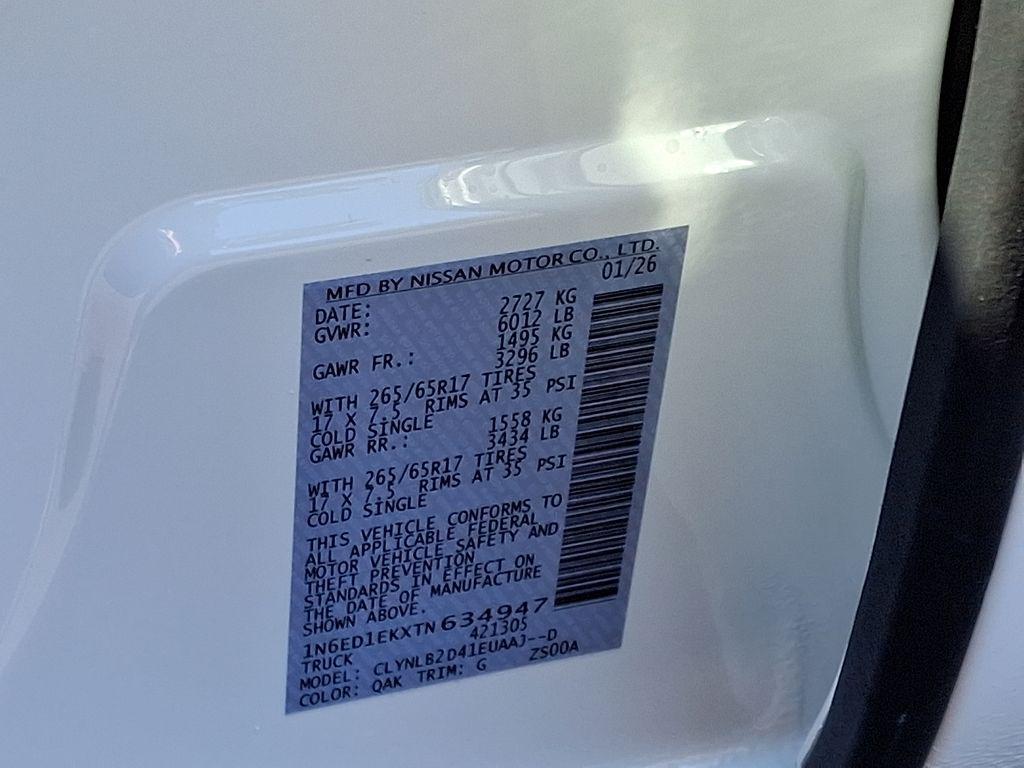 MFD BY NISSAN MOTOR CO., LTD.
DATE: 01/26
GVWR: 2727 KG
6012 LB
GAWR FR.: 1495 KG
3296 LB
WITH 265/65R17 TIRES
17 X 7.5 RIMS AT 35 PSI
COLD SINGLE
GAWR RR.: 1558 KG
3434 LB
WITH 265/65R17 TIRES
17 X 7.5 RIMS AT 35 PSI
COLD SINGLE
THIS VEHICLE CONFORMS TO
ALL APPLICABLE FEDERAL
MOTOR VEHICLE SAFETY AND
THEFT PREVENTION
STANDARDS IN EFFECT ON
THE DATE OF MANUFACTURE
SHOWN ABOVE.
1N6ED1EKXTN634947
TRUCK 421305
MODEL: CLYNLB2D41EUAAJ--D
COLOR: QAK TRIM: G ZS00A